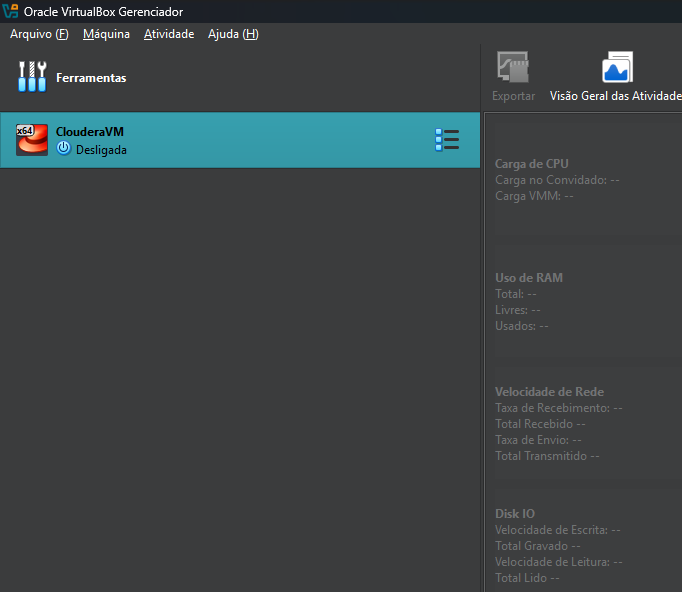 Oracle VirtualBox Gerenciador
Arquivo (F) Máquina Atividade Ajuda (H)
Ferramentas
Exportar
Visão Geral das Atividade
x64
ClouderaVM
Desligada
Carga de CPU
Carga no Convidado: --
Carga VMM: --
Uso de RAM
Total: --
Livres: --
Usados: --
Velocidade de Rede
Taxa de Recebimento: --
Total Recebido --
Taxa de Envio: --
Total Transmitido --
Disk IO
Velocidade de Escrita: --
Total Gravado --
Velocidade de Leitura: --
Total Lido --